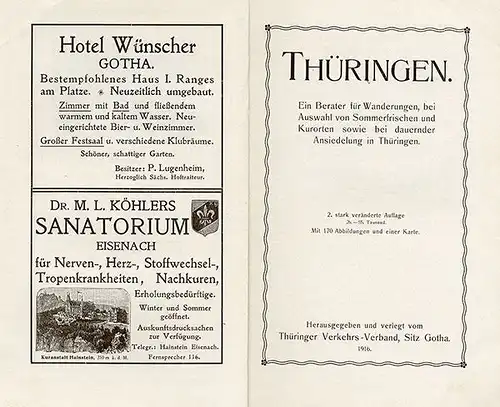 Hotel Wünscher
GOTHA.
Bestempfohlenes Haus I. Ranges
am Platze. * Neuzeitlich umgebaut.
Zimmer mit Bad und fließendem
warmem und kaltem Wasser. Neu-
eingerichtete Bier- u. Weinzimmer.
Großer Festsaal u. verschiedene Klubräume.
Schöner, schattiger Garten.
Besitzer: P. Lugenheim,
Herzoglich Sächs. Hoftraiteur.
DR. M. L. KÖHLERS
SANATORIUM
EISENACH
für Nerven-, Herz-, Stoffwechsel-,
Tropenkrankheiten, Nachkuren,
Erholungsbedürftige.
Winter und Sommer
geöffnet.
Auskunftsdrucksachen
zur Verfügung.
Telegr.: Hainstein Eisenach.
Kuranstalt Hainstein, 310 m ü. d. M.
Fernsprecher 116.
THÜRINGEN.
Ein Berater für Wanderungen, bei
Auswahl von Sommerfrischen und
Kurorten sowie bei dauernder
Ansiedelung in Thüringen.
2. stark veränderte Auflage
Tausend.
Mit 170 Abbildungen und einer Karte.
Herausgegeben und verlegt vom
Thüringer Verkehrs-Verband, Sitz Gotha.
1916.